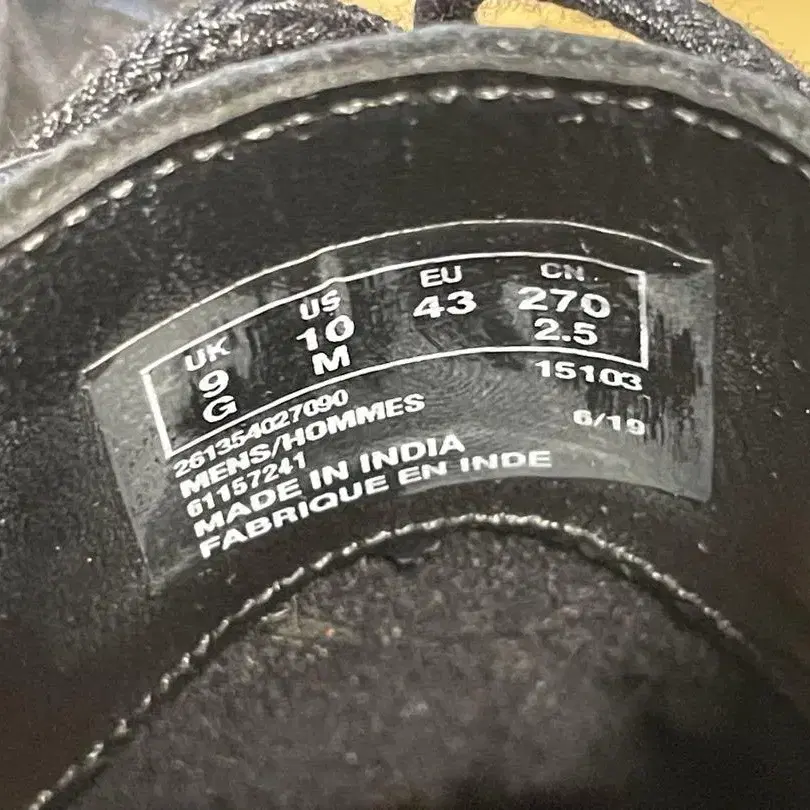 UK US EU CN
9 10 43 270
G M 2.5
261354027090 15103
MENS/HOMMES 6/19
61157241
MADE IN INDIA
FABRIQUE EN INDE